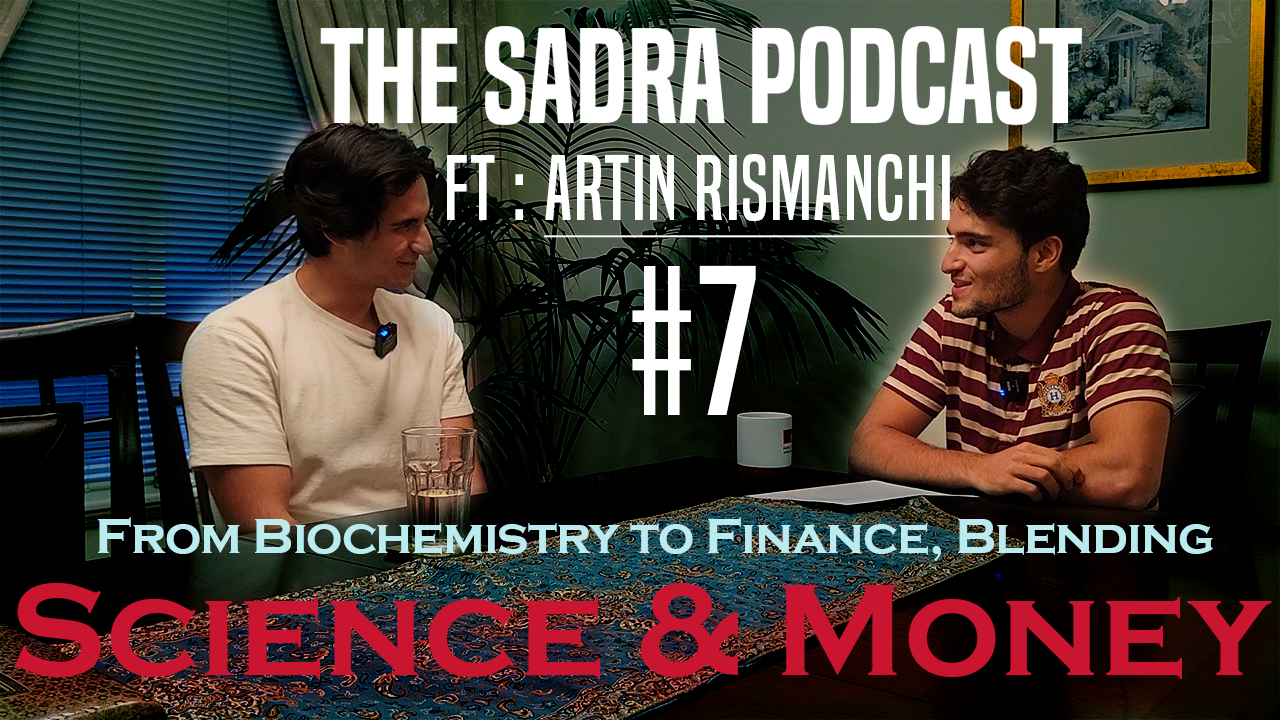 THE SADRA PODCAST
FT : ARTIN RISMANCHI
#7
FROM BIOCHEMISTRY TO FINANCE, BLENDING
SCIENCE & MONEY